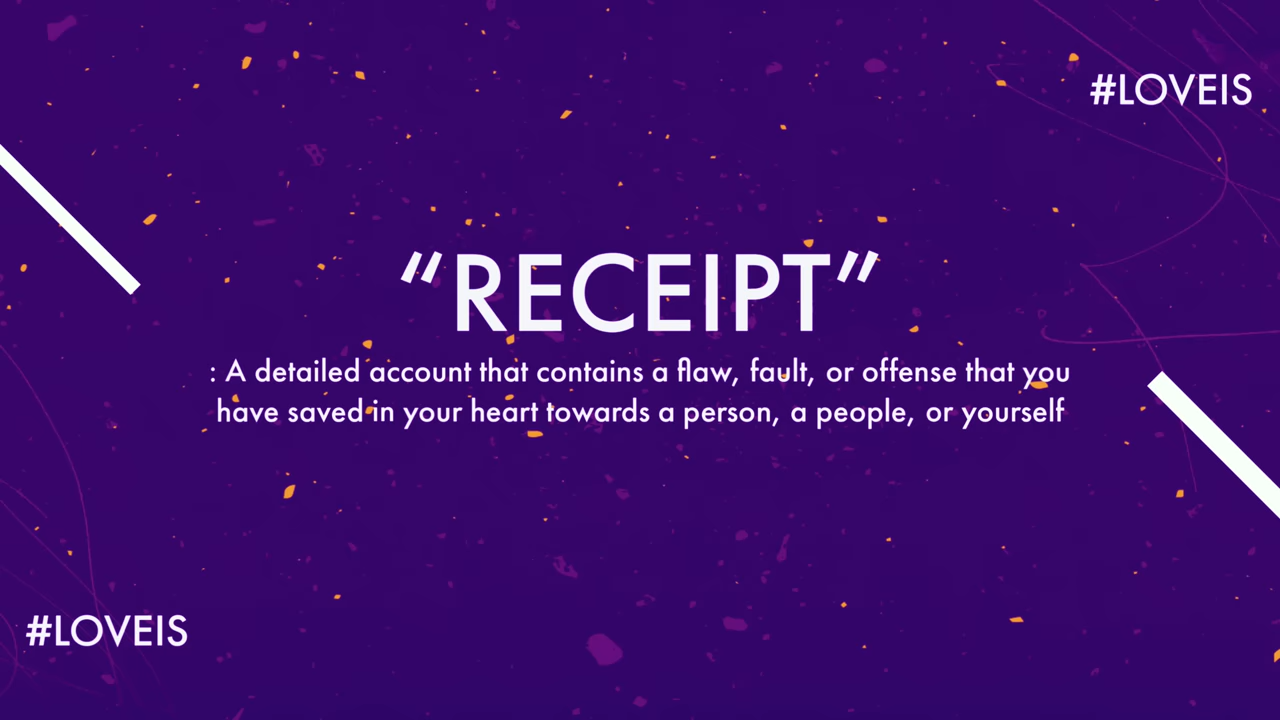 #LOVEIS
“RECEIPT”
: A detailed account that contains a flaw, fault, or offense that you
have saved in your heart towards a person, a people, or yourself
#LOVEIS